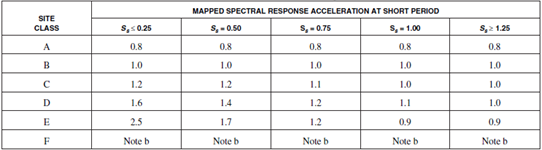 SITE CLASS
MAPPED SPECTRAL RESPONSE ACCELERATION AT SHORT PERIOD
Ss ≤ 0.25 Ss = 0.50 Ss = 0.75 Ss = 1.00 Ss ≥ 1.25
A 0.8 0.8 0.8 0.8 0.8
B 1.0 1.0 1.0 1.0 1.0
C 1.2 1.2 1.1 1.0 1.0
D 1.6 1.4 1.2 1.1 1.0
E 2.5 1.7 1.2 0.9 0.9
F Note b Note b Note b Note b Note b